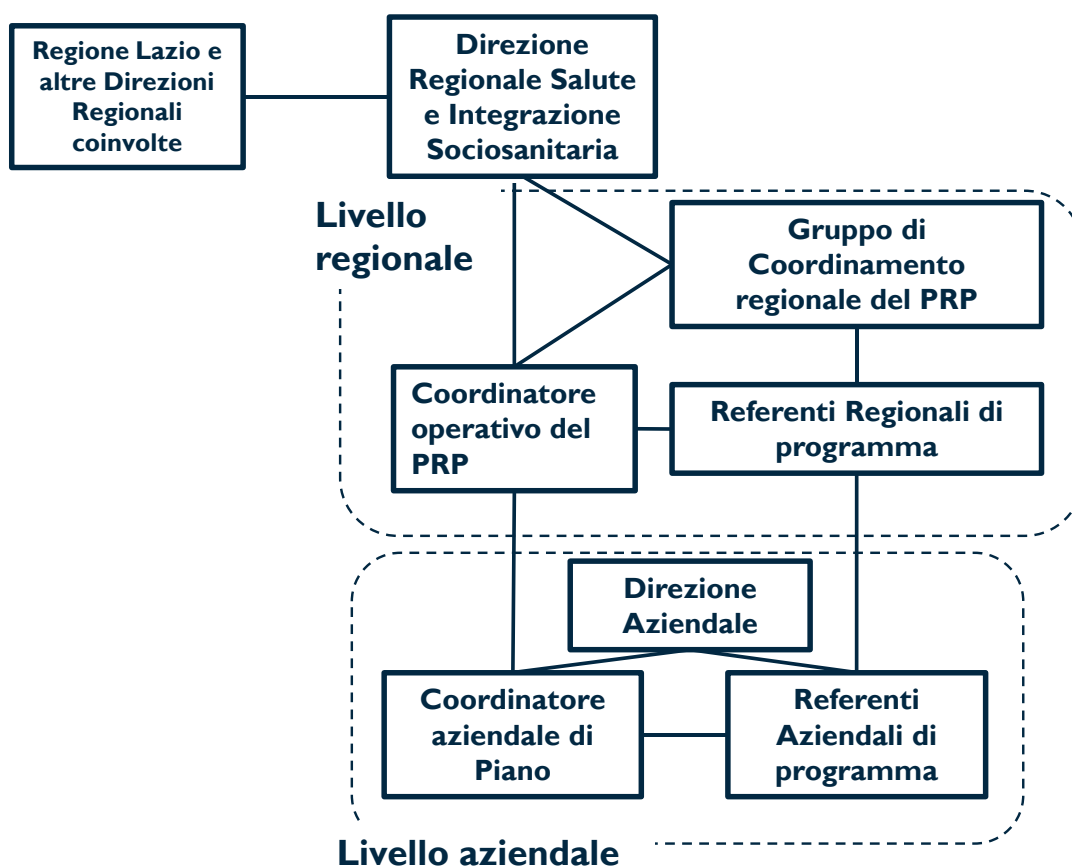 Regione Lazio e
altre Direzioni
Regionali
coinvolte
Direzione
Regionale Salute
e Integrazione
Sociosanitaria
Livello
regionale
Gruppo di
Coordinamento
regionale del PRP
Coordinatore
operativo del
PRP
Referenti Regionali di
programma
Direzione
Aziendale
Coordinatore
aziendale di
Piano
Referenti
Aziendali di
programma
Livello aziendale